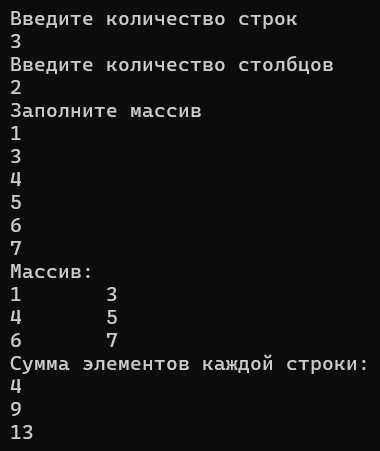 Введите количество строк
3
Введите количество столбцов
2
Заполните массив
1
3
4
5
6
7
Массив:
1 3
4 5
6 7
Сумма элементов каждой строки:
4
9
13